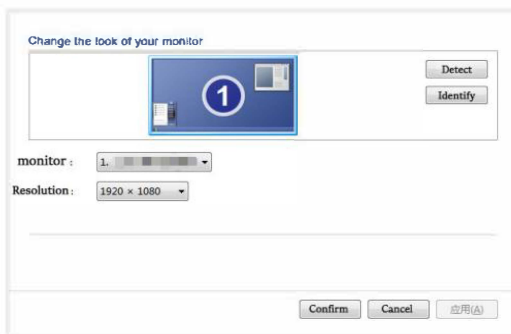 Change the look of your monitor
1
Detect
Identify
monitor :
1.
Resolution :
1920 × 1080
Confirm
Cancel
应用(A)